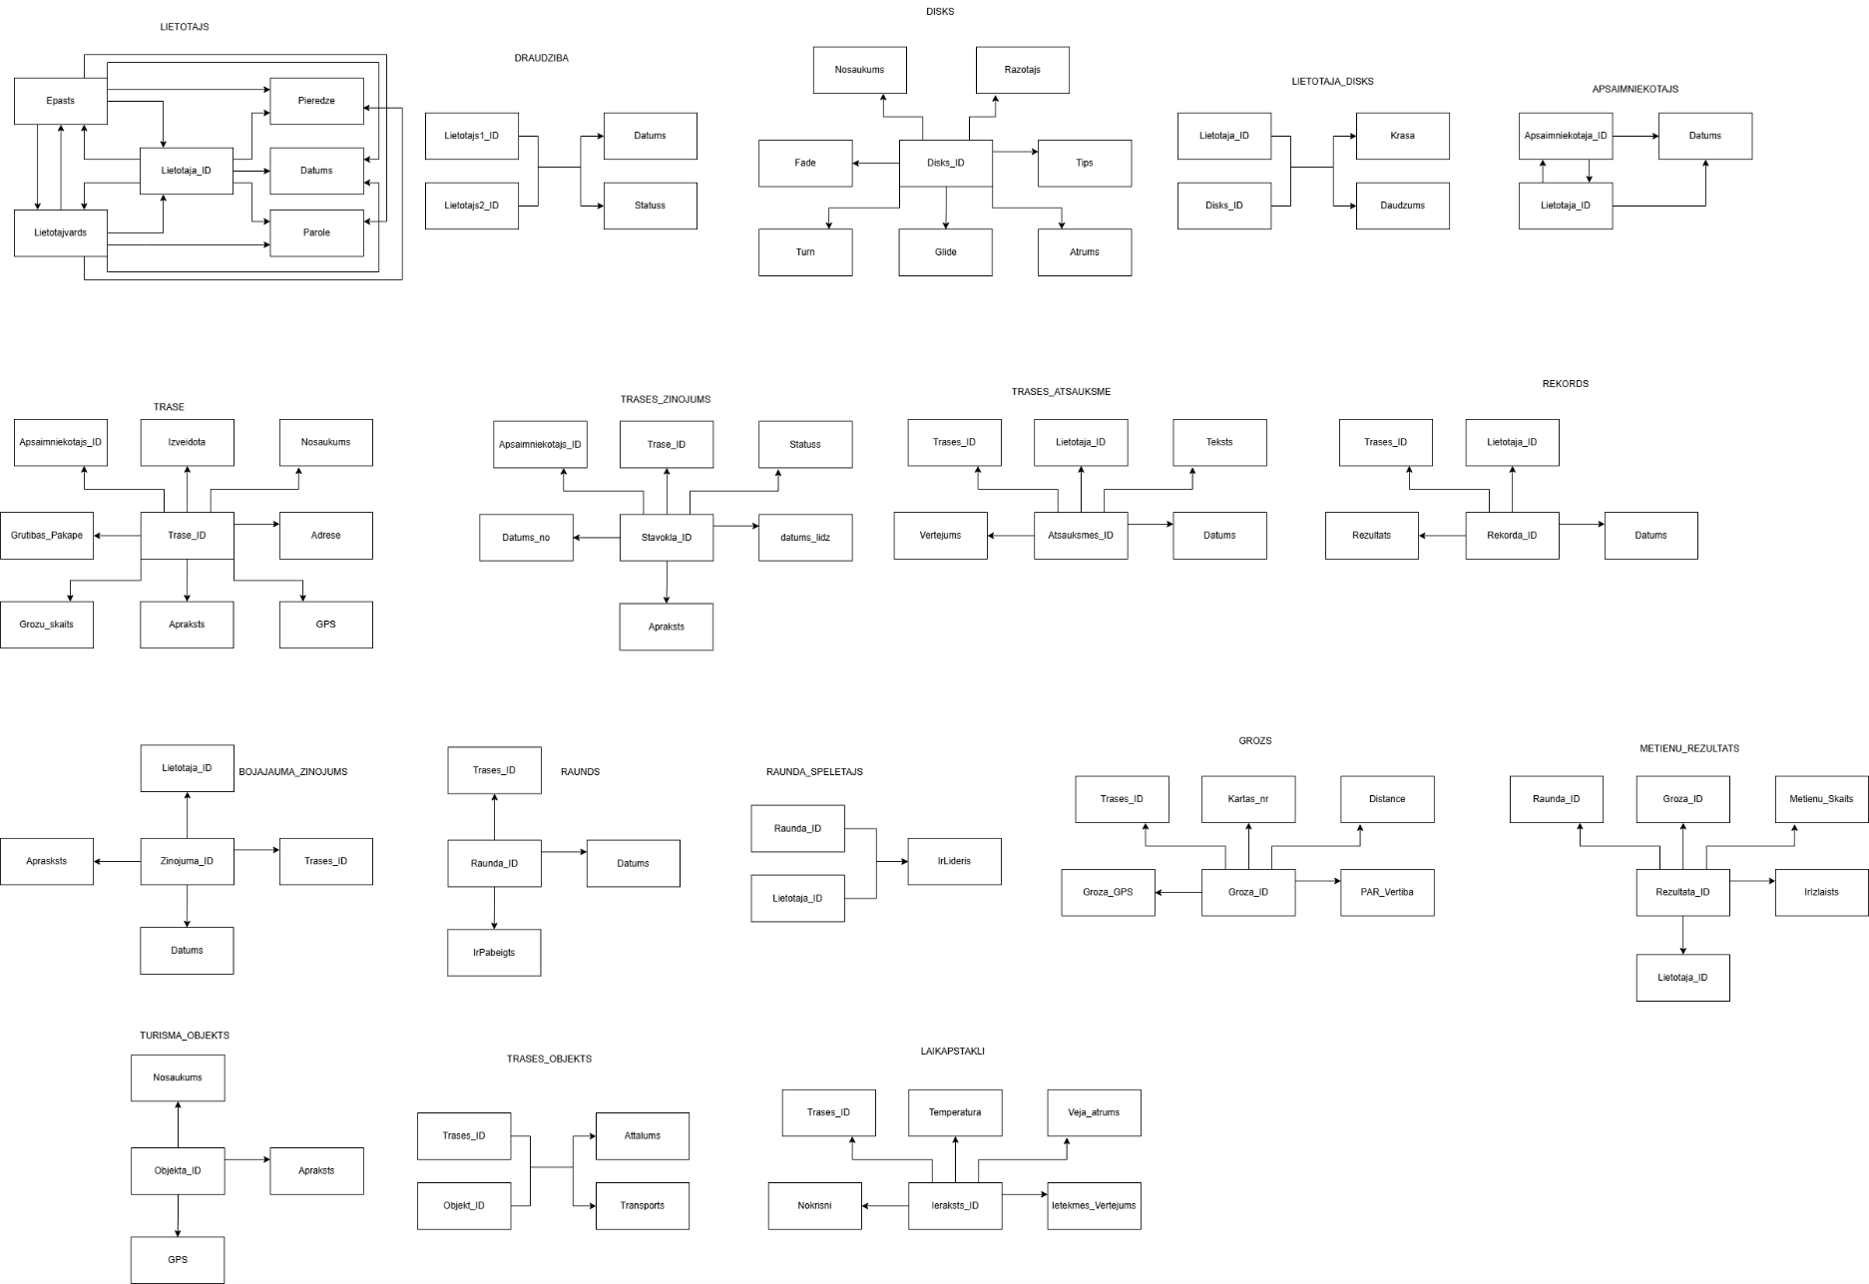 LIETOTAJS
Epasts
Pieredze
Lietotaja_ID
Datums
Lietotajvards
Parole
DRAUDZIBA
Lietotajs1_ID
Datums
Lietotajs2_ID
Statuss
DISKS
Nosaukums
Razotajs
Fade
Disks_ID
Tips
Turn
Glide
Atrums
LIETOTAJA_DISKS
Lietotaja_ID
Krasa
Disks_ID
Daudzums
APSAIMNIEKOTAJS
Apsaimniekotaja_ID
Datums
Lietotaja_ID
TRASE
Apsaimniekotajs_ID
Izveidota
Nosaukums
Grutibas_Pakape
Trase_ID
Adrese
Grozu_skaits
Apraksts
GPS
TRASES_ZINOJUMS
Apsaimniekotajs_ID
Trase_ID
Statuss
Datums_no
Stavokla_ID
datums_lidz
Apraksts
TRASES_ATSAUKSME
Trases_ID
Lietotaja_ID
Teksts
Vertejums
Atsauksmes_ID
Datums
REKORDS
Trases_ID
Lietotaja_ID
Rezultats
Rekorda_ID
Datums
Lietotaja_ID
BOJAJAUMA_ZINOJUMS
Aprasksts
Zinojuma_ID
Trases_ID
Datums
Trases_ID
RAUNDS
Raunda_ID
Datums
IrPabeigts
RAUNDA_SPELETAJS
Raunda_ID
IrLideris
Lietotaja_ID
GROZS
Trases_ID
Kartas_nr
Distance
Groza_GPS
Groza_ID
PAR_Vertiba
METIENU_REZULTATS
Raunda_ID
Groza_ID
Metienu_Skaits
Rezultata_ID
IrIzlaists
Lietotaja_ID
TURISMA_OBJEKTS
Nosaukums
Objekta_ID
Apraksts
GPS
TRASES_OBJEKTS
Trases_ID
Attalums
Objekt_ID
Transports
LAIKAPSTAKLI
Trases_ID
Temperatura
Veja_atrums
Nokrisni
Ieraksts_ID
Ietekmes_Vertejums